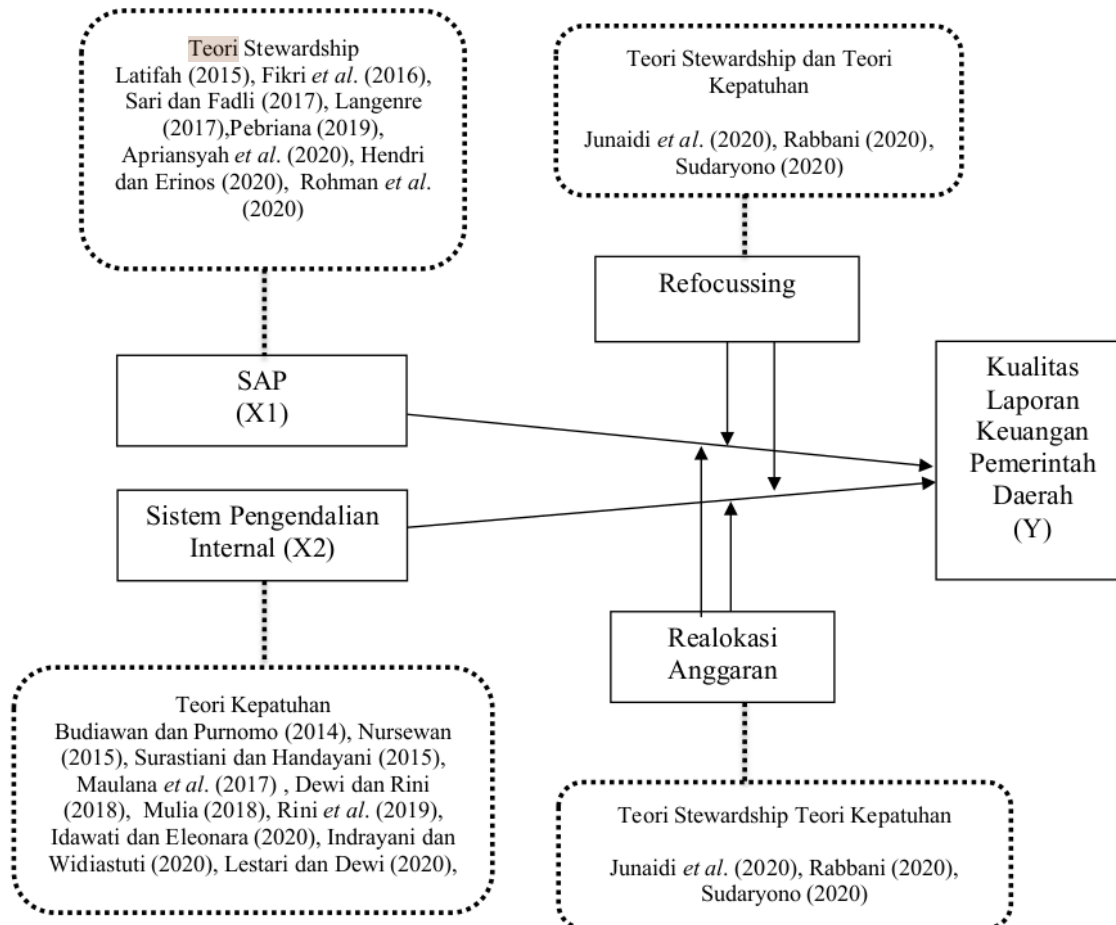 Teori Stewardship
Latifah (2015), Fikri et al. (2016),
Sari dan Fadli (2017), Langenre
(2017),Pebriana (2019),
Apriansyah et al. (2020), Hendri
dan Erinos (2020), Rohman et al.
(2020)
Teori Stewardship dan Teori
Kepatuhan
Junaidi et al. (2020), Rabbani (2020),
Sudaryono (2020)
Refocussing
SAP
(X1)
Kualitas
Laporan
Keuangan
Pemerintah
Daerah
(Y)
Sistem Pengendalian
Internal (X2)
Realokasi
Anggaran
Teori Kepatuhan
Budiawan dan Purnomo (2014), Nursewan
(2015), Surastiani dan Handayani (2015),
Maulana et al. (2017) , Dewi dan Rini
(2018), Mulia (2018), Rini et al. (2019),
Idawati dan Eleonara (2020), Indrayani dan
Widiastuti (2020), Lestari dan Dewi (2020),
Teori Stewardship Teori Kepatuhan
Junaidi et al. (2020), Rabbani (2020),
Sudaryono (2020)